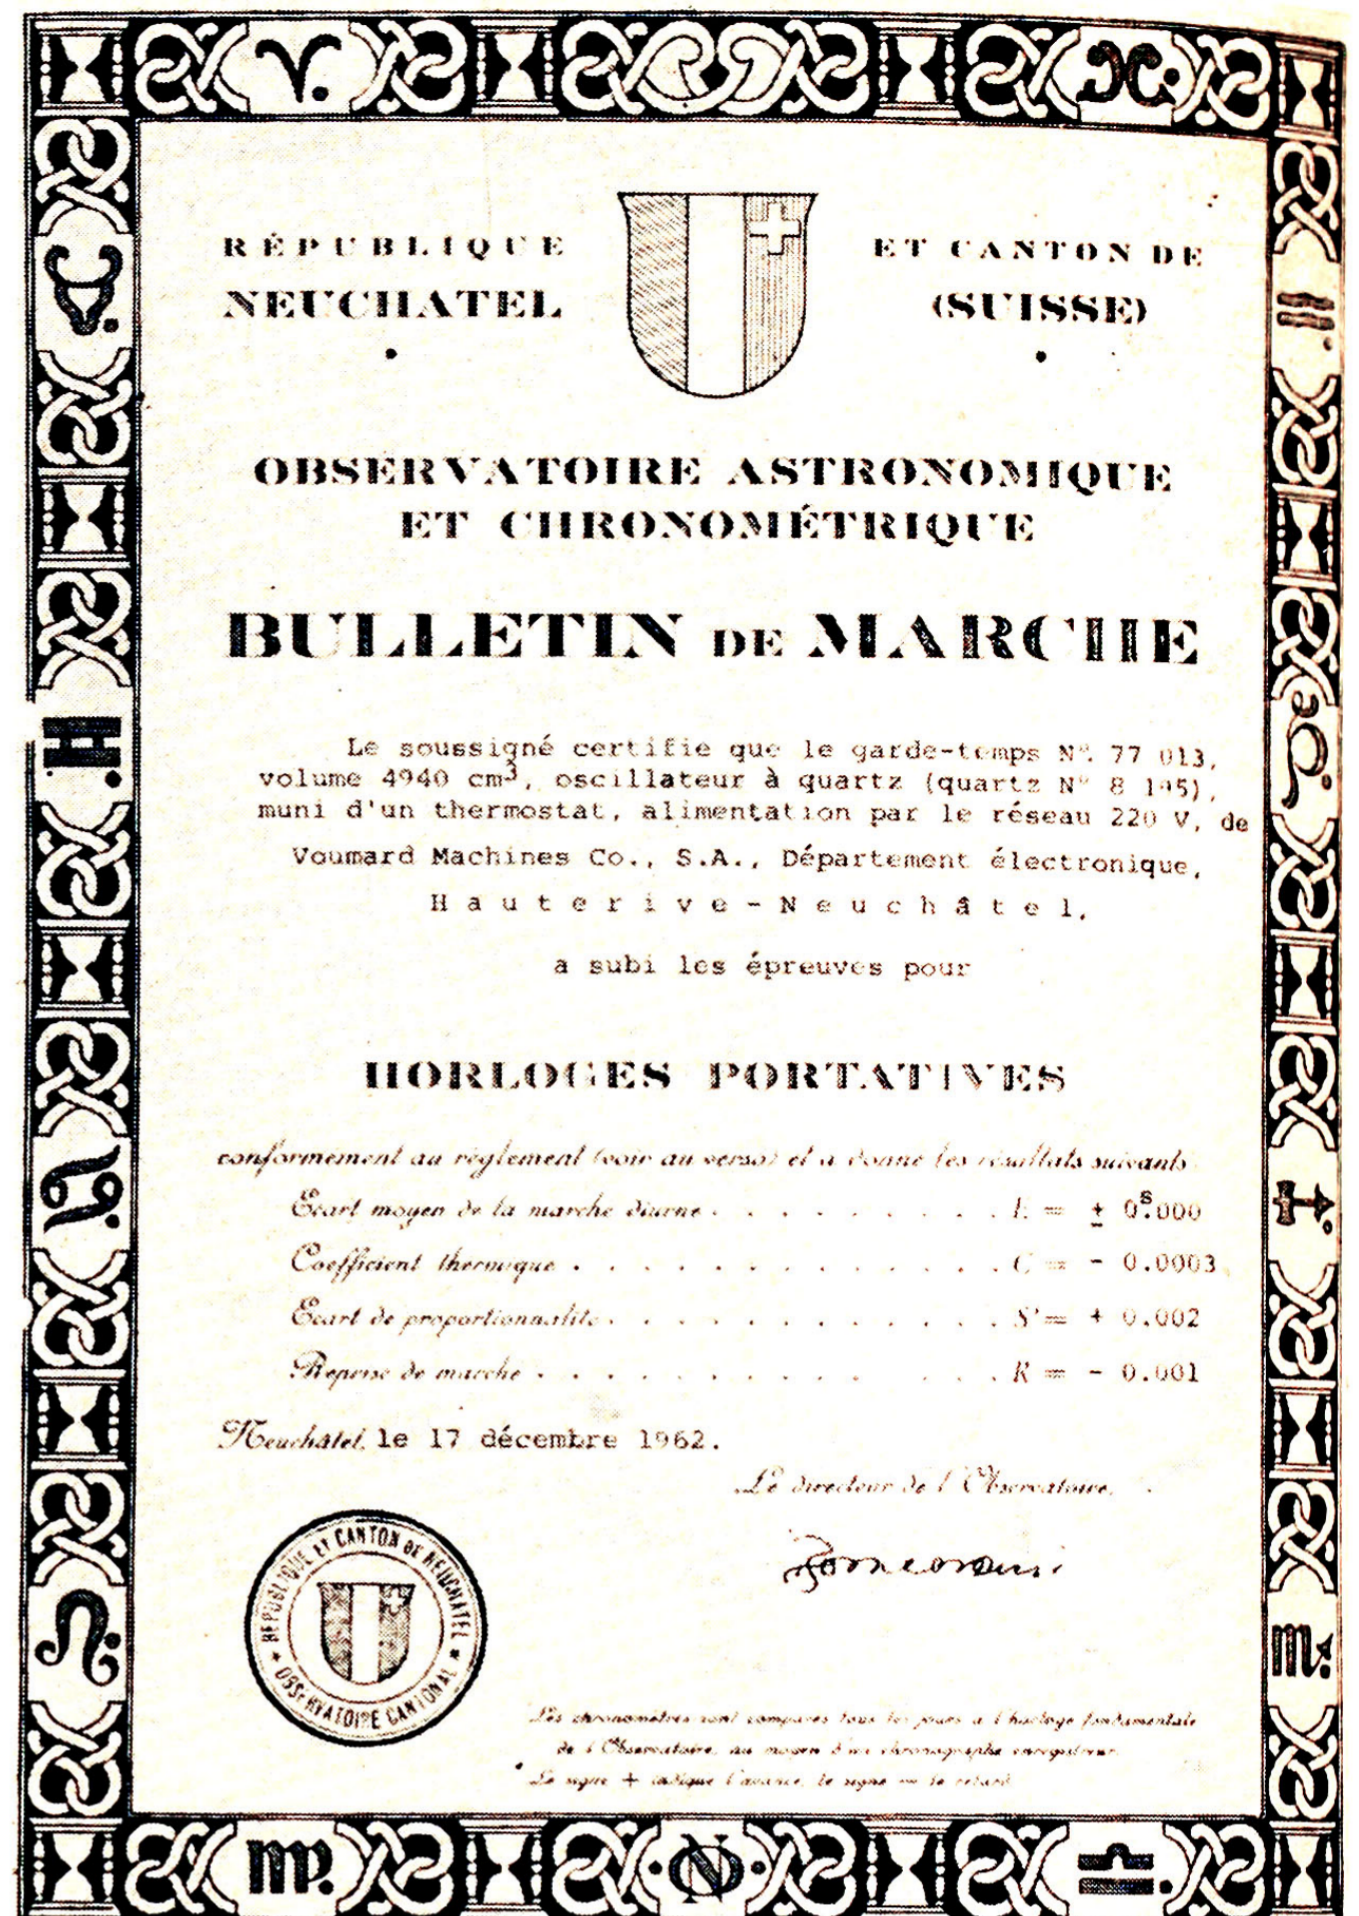 RÉPUBLIQUE ET CANTON DE
NEUCHATEL (SUISSE)
OBSERVATOIRE ASTRONOMIQUE
ET CHRONOMÉTRIQUE
BULLETIN DE MARCHE
Le soussigné certifie que le garde-temps N° 77 013,
volume 4940 cm³, oscillateur à quartz (quartz N°
muni d'un thermostat, alimentation par le réseau 220 V, de
Voumard Machines Co., S.A., Département électronique,
Hauterive-Neuchâtel,
a subi les épreuves pour
HORLOGES PORTATIVES
conformément au règlement (voir au verso) et a donné les résultats suivants
Ecart moyen de la marche diurne . . . . . . . . . . E = ± 0ˢ.000
Coefficient thermique . . . . . . . . . . . . . C = - 0.0003
Ecart de proportionnalité . . . . . . . . . . . . S = + 0.002
Reprise de marche . . . . . . . . . . . . . R = - 0.001
Neuchâtel, le 17 décembre 1962.
Le directeur de l'Observatoire,
RÉPUBLIQUE ET CANTON DE NEUCHATEL
★ OBSERVATOIRE CANTONAL ★
Les chronomètres sont comparés tous les jours à l'horloge fondamentale
de l'Observatoire, au moyen d'un chronographe enregistreur.
Le signe + indique l'avance, le signe — le retard.